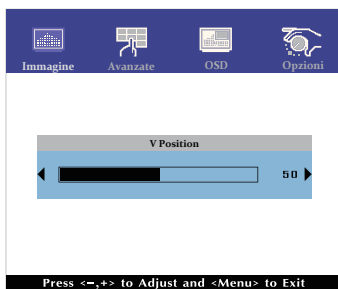 Immagine Avanzate OSD Opzioni
V Position
50
Press <-,+> to Adjust and <Menu> to Exit